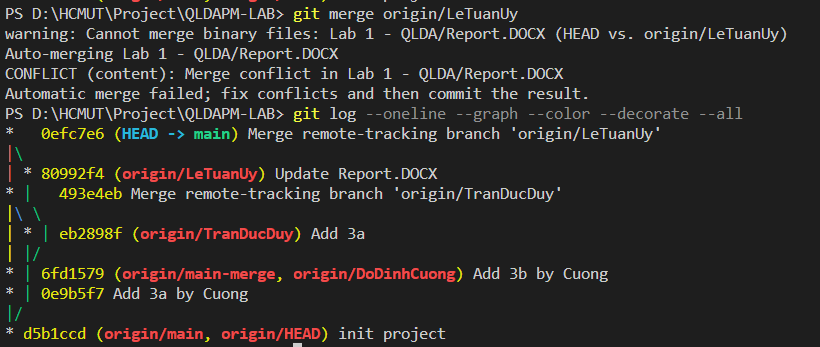 PS D:\HCMUT\Project\QLDAPM-LAB> git merge origin/LeTuanUy
warning: Cannot merge binary files: Lab 1 - QLDA/Report.DOCX (HEAD vs. origin/LeTuanUy)
Auto-merging Lab 1 - QLDA/Report.DOCX
CONFLICT (content): Merge conflict in Lab 1 - QLDA/Report.DOCX
Automatic merge failed; fix conflicts and then commit the result.
PS D:\HCMUT\Project\QLDAPM-LAB> git log --oneline --graph --color --decorate --all
*   0efc7e6 (HEAD -> main) Merge remote-tracking branch 'origin/LeTuanUy'
|\
| * 80992f4 (origin/LeTuanUy) Update Report.DOCX
* |   493e4eb Merge remote-tracking branch 'origin/TranDucDuy'
|\ \
| * | eb2898f (origin/TranDucDuy) Add 3a
| |/
* | 6fd1579 (origin/main-merge, origin/DoDinhCuong) Add 3b by Cuong
* | 0e9b5f7 Add 3a by Cuong
|/
* d5b1ccd (origin/main, origin/HEAD) init project